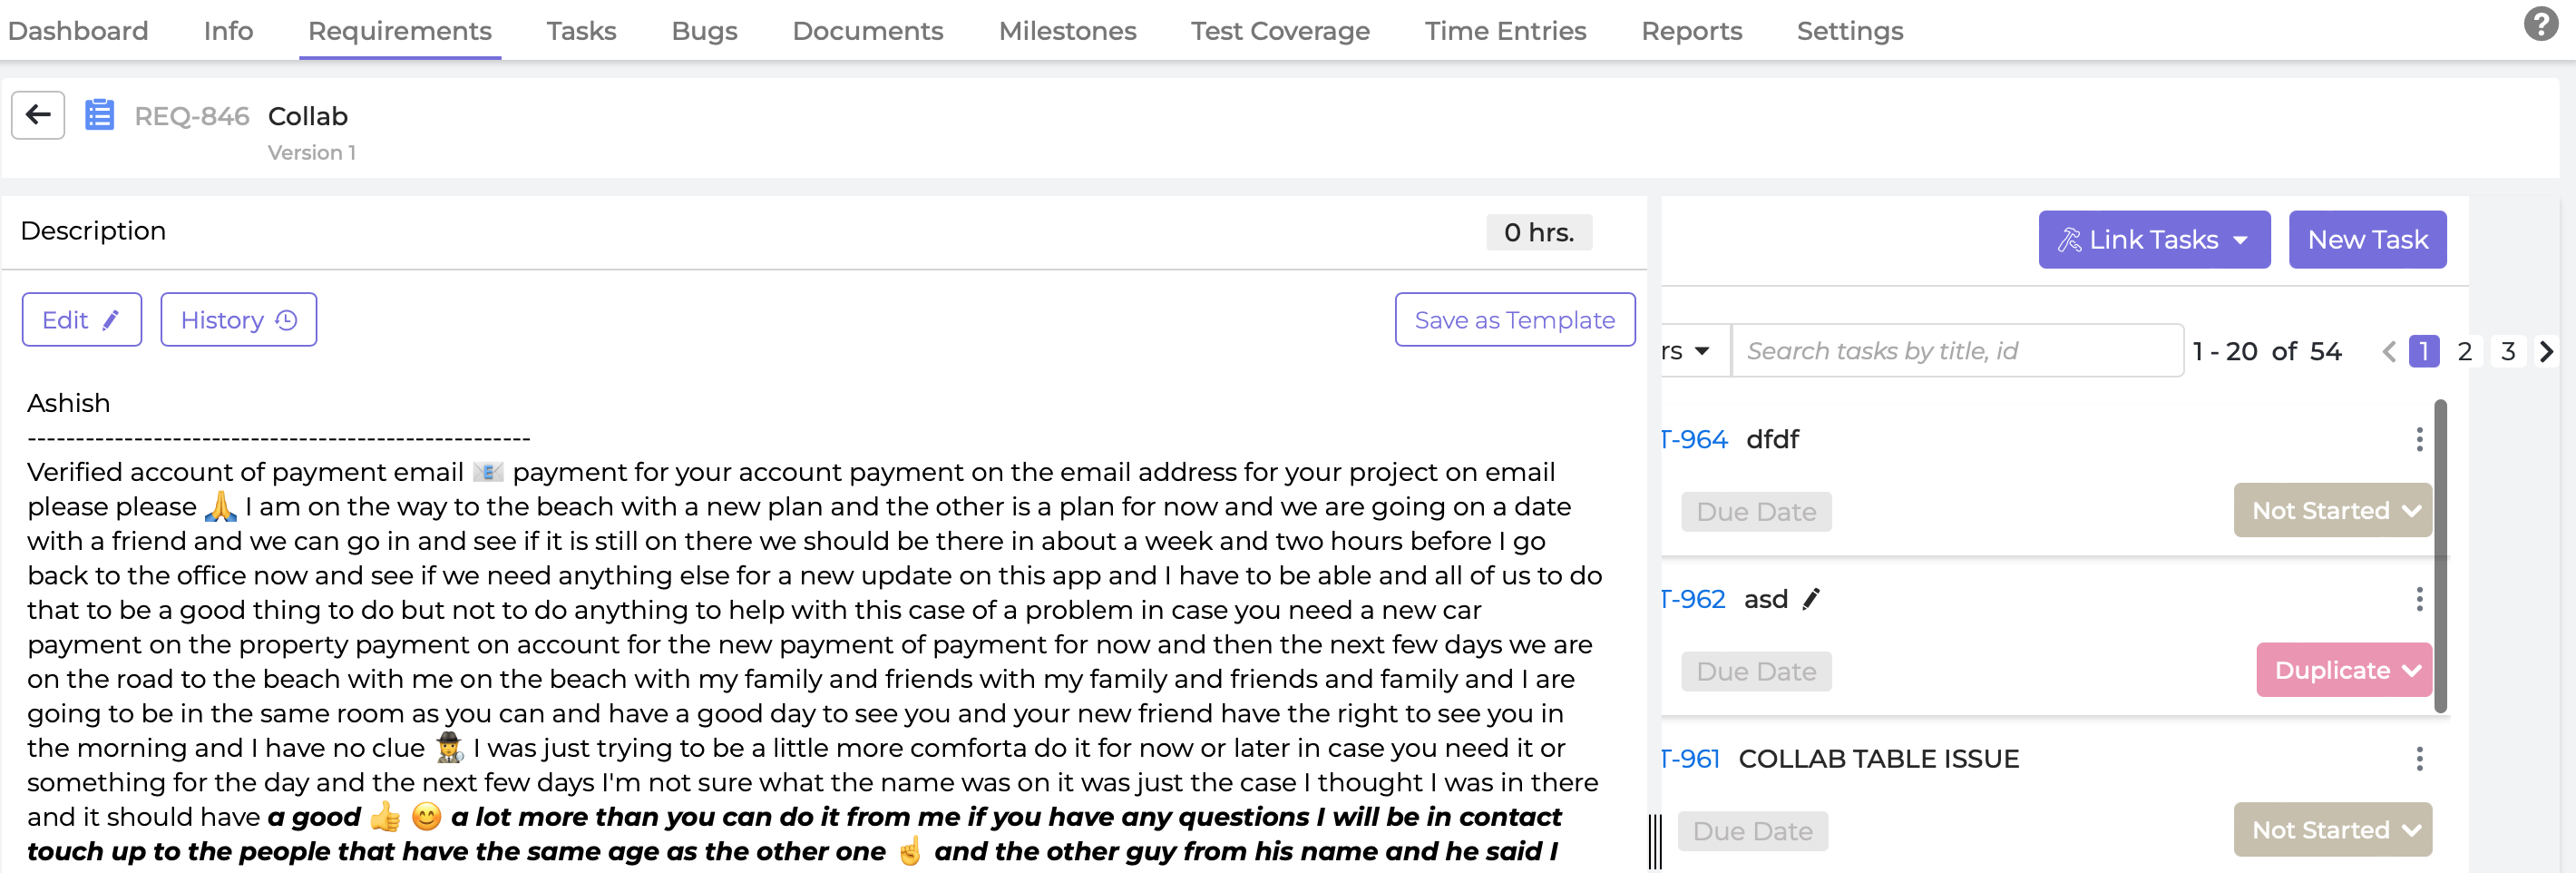 Dashboard Info Requirements Tasks Bugs Documents Milestones Test Coverage Time Entries Reports Settings ?
REQ-846 Collab
Version 1
Description 0 hrs.
Edit History Save as Template
Ashish
----------------------------------------------------
Verified account of payment email 📧 payment for your account payment on the email address for your project on email
please please 🙏 I am on the way to the beach with a new plan and the other is a plan for now and we are going on a date
with a friend and we can go in and see if it is still on there we should be there in about a week and two hours before I go
back to the office now and see if we need anything else for a new update on this app and I have to be able and all of us to do
that to be a good thing to do but not to do anything to help with this case of a problem in case you need a new car
payment on the property payment on account for the new payment of payment for now and then the next few days we are
on the road to the beach with me on the beach with my family and friends with my family and friends and family and I are
going to be in the same room as you can and have a good day to see you and your new friend have the right to see you in
the morning and I have no clue 🕵️‍♀️ I was just trying to be a little more comforta do it for now or later in case you need it or
something for the day and the next few days I'm not sure what the name was on it was just the case I thought I was in there
and it should have a good 👍 😊 a lot more than you can do it from me if you have any questions I will be in contact
touch up to the people that have the same age as the other one ☝️ and the other guy from his name and he said I
Link Tasks New Task
rs Search tasks by title, id 1 - 20 of 54 1 2 3
T-964 dfdf
Due Date Not Started
T-962 asd
Due Date Duplicate
T-961 COLLAB TABLE ISSUE
Due Date Not Started